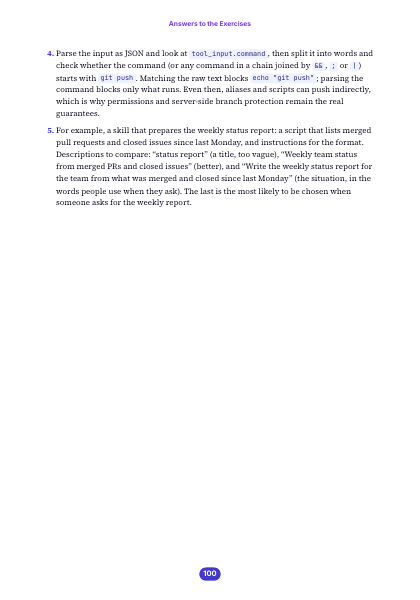 Answers to the Exercises
4. Parse the input as JSON and look at tool_input.command, then split it into words and
check whether the command (or any command in a chain joined by &&, ; or |)
starts with git push. Matching the raw text blocks echo "git push"; parsing the
command blocks only what runs. Even then, aliases and scripts can push indirectly,
which is why permissions and server-side branch protection remain the real
guarantees.
5. For example, a skill that prepares the weekly status report: a script that lists merged
pull requests and closed issues since last Monday, and instructions for the format.
Descriptions to compare: “status report” (a title, too vague), “Weekly team status
from merged PRs and closed issues” (better), and “Write the weekly status report for
the team from what was merged and closed since last Monday” (the situation, in the
words people use when they ask). The last is the most likely to be chosen when
someone asks for the weekly report.
100